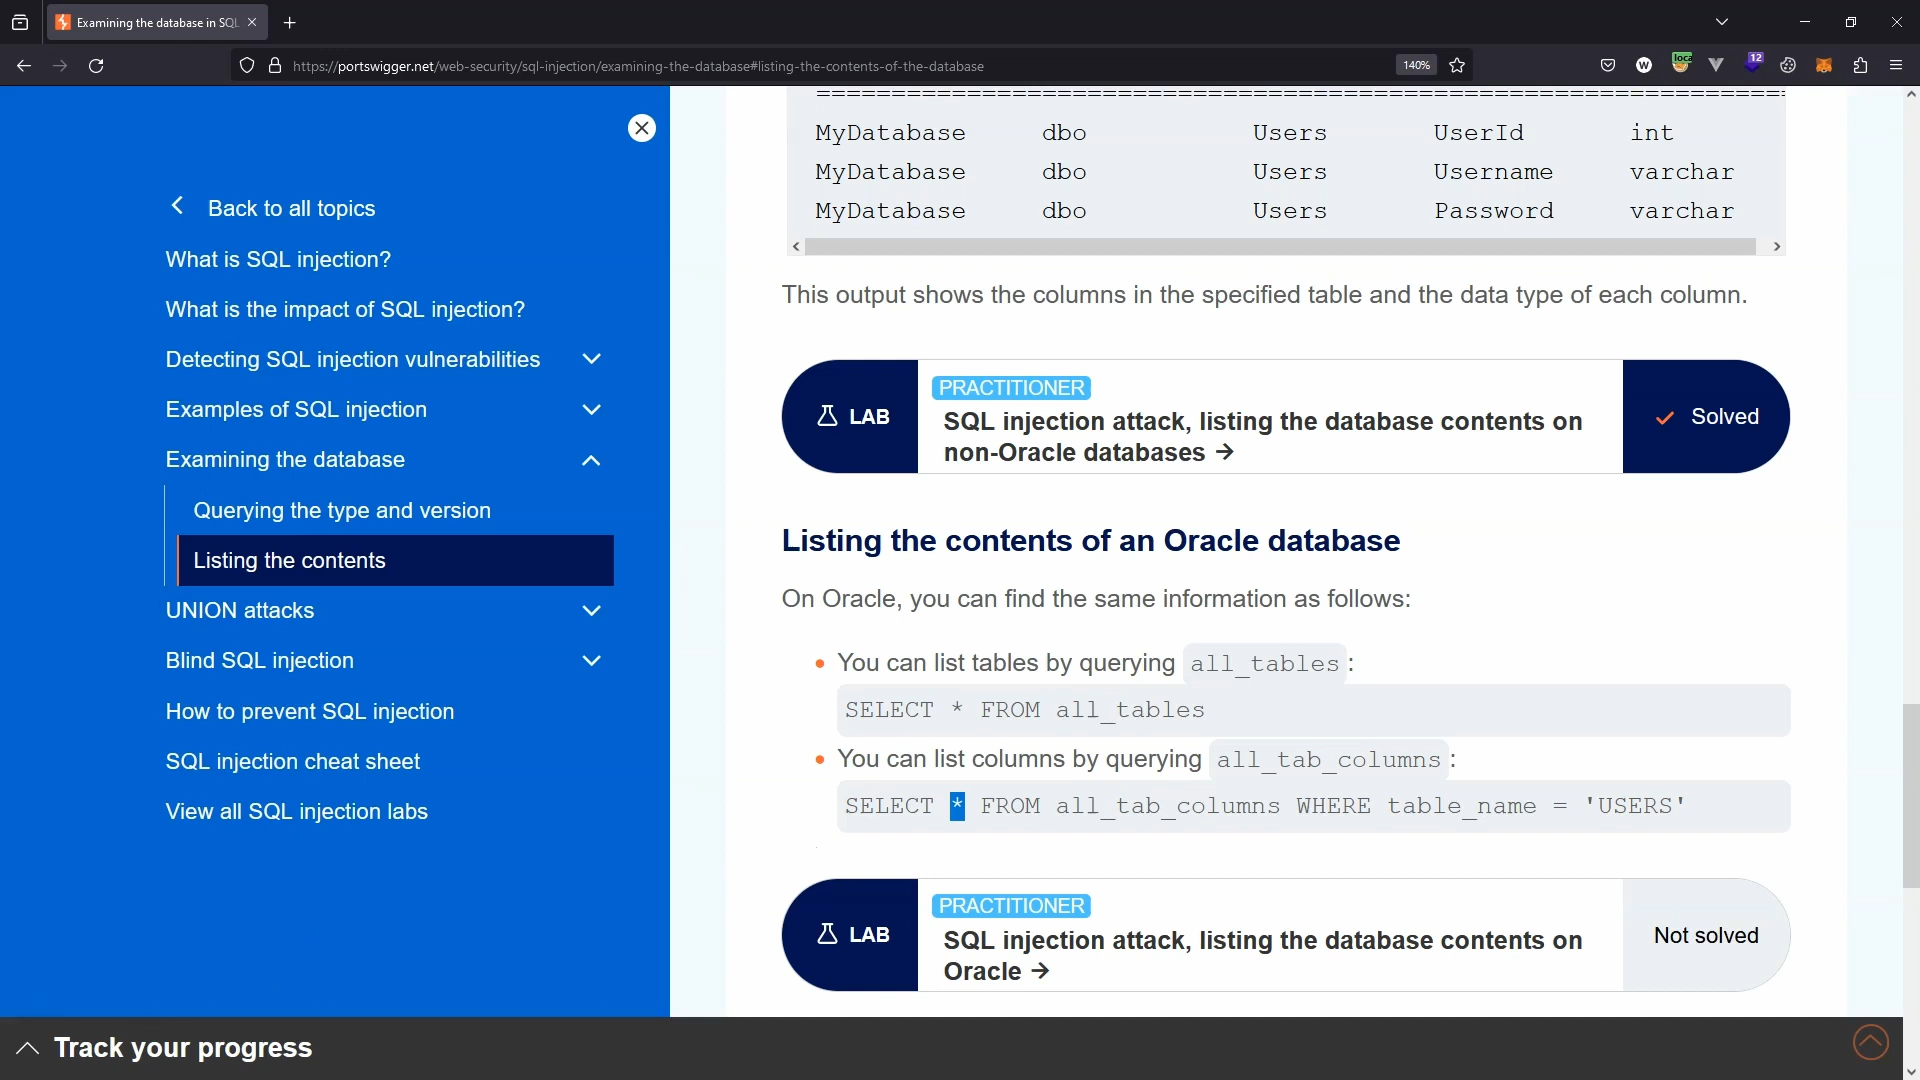 Examining the database in SQL
https://portswigger.net/web-security/sql-injection/examining-the-database#listing-the-contents-of-the-database
140%
W
loca
12
Back to all topics
What is SQL injection?
What is the impact of SQL injection?
Detecting SQL injection vulnerabilities
Examples of SQL injection
Examining the database
Querying the type and version
Listing the contents
UNION attacks
Blind SQL injection
How to prevent SQL injection
SQL injection cheat sheet
View all SQL injection labs
MyDatabase dbo Users UserId int
MyDatabase dbo Users Username varchar
MyDatabase dbo Users Password varchar
This output shows the columns in the specified table and the data type of each column.
LAB
PRACTITIONER
SQL injection attack, listing the database contents on
non-Oracle databases →
Solved
Listing the contents of an Oracle database
On Oracle, you can find the same information as follows:
• You can list tables by querying all_tables:
SELECT * FROM all_tables
• You can list columns by querying all_tab_columns:
SELECT * FROM all_tab_columns WHERE table_name = 'USERS'
LAB
PRACTITIONER
SQL injection attack, listing the database contents on
Oracle →
Not solved
Track your progress